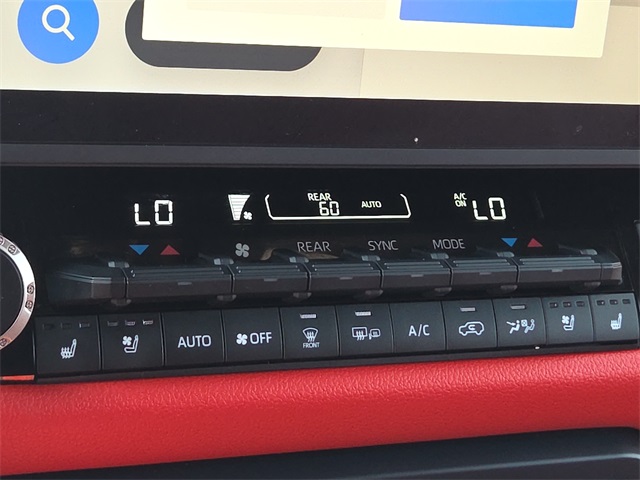 LO REAR 60 AUTO A/C ON LO
REAR SYNC MODE
AUTO OFF FRONT A/C